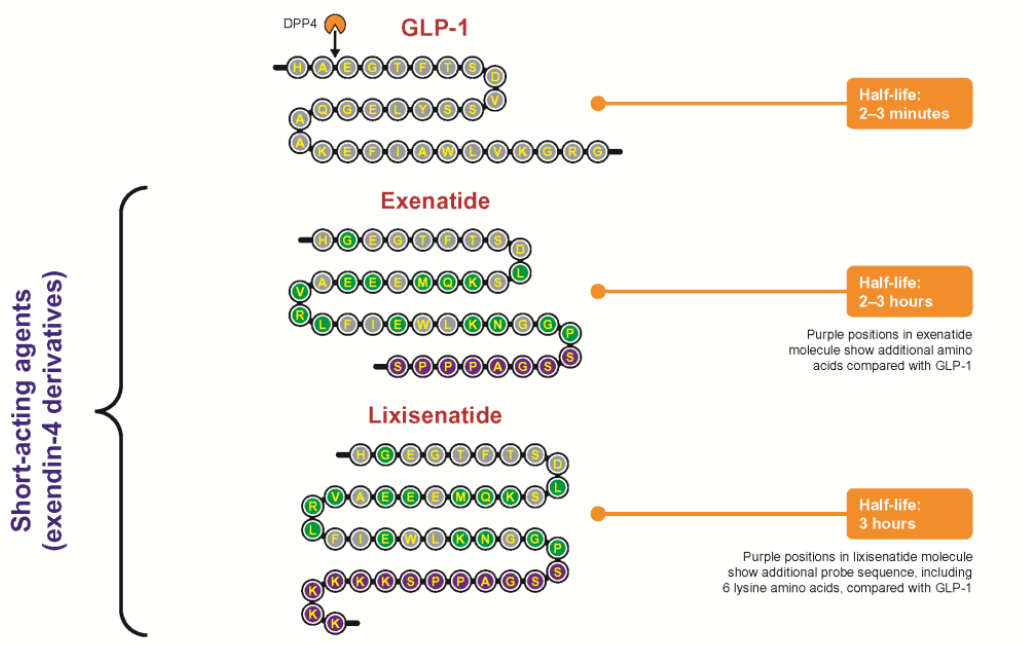 DPP4
GLP-1
H A E G T F T S D
A Q G E L Y S S V
A K E F I A W L V K G R G
Half-life:
2–3 minutes
Short-acting agents
(exendin-4 derivatives)
Exenatide
H G E G T F T S D
V A E E E M Q K S L
R L F I E W L K N G G P
S P P P A G S S
Half-life:
2–3 hours
Purple positions in exenatide
molecule show additional amino
acids compared with GLP-1
Lixisenatide
H G E G T F T S D
R V A E E E M Q K S L
L F I E W L K N G G P
K K K K S P P A G S S
K K
Half-life:
3 hours
Purple positions in lixisenatide molecule
show additional probe sequence, including
6 lysine amino acids, compared with GLP-1